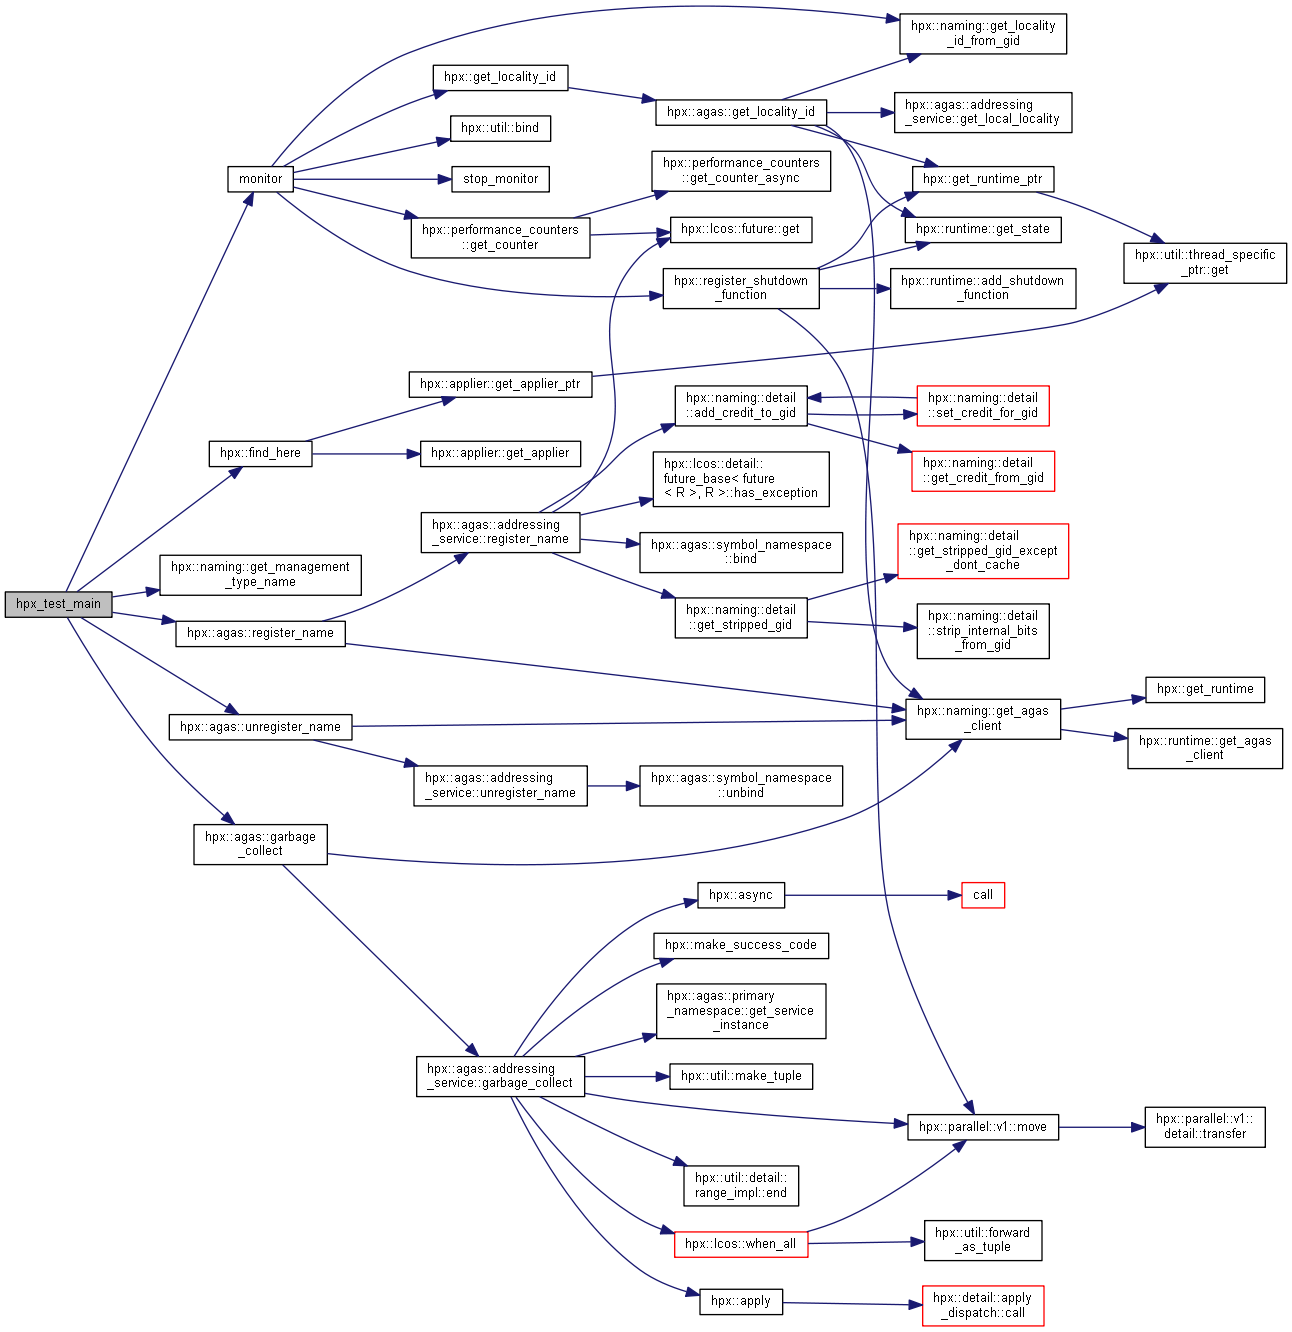 hpx::naming::get_locality
_id_from_gid
hpx::get_locality_id
hpx::agas::get_locality_id
hpx::agas::addressing
_service::get_local_locality
hpx::util::bind
hpx::performance_counters
::get_counter_async
monitor
stop_monitor
hpx::get_runtime_ptr
hpx::performance_counters
::get_counter
hpx::lcos::future::get
hpx::runtime::get_state
hpx::util::thread_specific
_ptr::get
hpx::register_shutdown
_function
hpx::runtime::add_shutdown
_function
hpx::applier::get_applier_ptr
hpx::naming::detail
::add_credit_to_gid
hpx::naming::detail
::set_credit_for_gid
hpx::find_here
hpx::applier::get_applier
hpx::lcos::detail::
future_base< future
< R >, R >::has_exception
hpx::naming::detail
::get_credit_from_gid
hpx::agas::addressing
_service::register_name
hpx::agas::symbol_namespace
::bind
hpx::naming::detail
::get_stripped_gid_except
_dont_cache
hpx::naming::get_management
_type_name
hpx_test_main
hpx::agas::register_name
hpx::naming::detail
::get_stripped_gid
hpx::naming::detail
::strip_internal_bits
_from_gid
hpx::get_runtime
hpx::agas::unregister_name
hpx::naming::get_agas
_client
hpx::runtime::get_agas
_client
hpx::agas::addressing
_service::unregister_name
hpx::agas::symbol_namespace
::unbind
hpx::agas::garbage
_collect
hpx::async
call
hpx::make_success_code
hpx::agas::primary
_namespace::get_service
_instance
hpx::agas::addressing
_service::garbage_collect
hpx::util::make_tuple
hpx::parallel::v1::move
hpx::parallel::v1::
detail::transfer
hpx::util::detail::
range_impl::end
hpx::lcos::when_all
hpx::util::forward
_as_tuple
hpx::apply
hpx::detail::apply
_dispatch::call